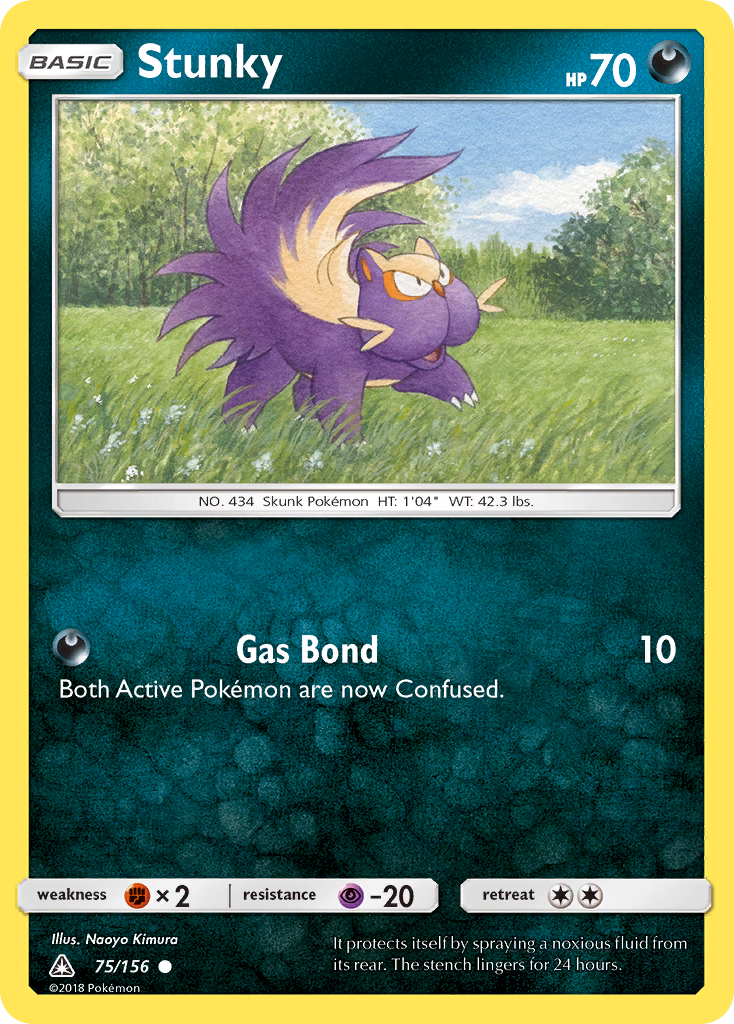 BASIC Stunky HP 70
NO. 434 Skunk Pokémon HT: 1'04" WT: 42.3 lbs.
Gas Bond 10
Both Active Pokémon are now Confused.
weakness × 2 resistance -20 retreat
Illus. Naoyo Kimura
75/156
©2018 Pokémon
It protects itself by spraying a noxious fluid from
its rear. The stench lingers for 24 hours.